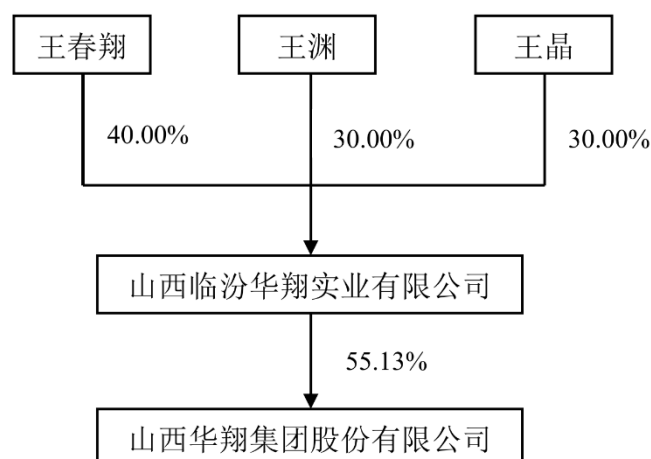 王春翔 王渊 王晶
40.00% 30.00% 30.00%
山西临汾华翔实业有限公司
55.13%
山西华翔集团股份有限公司